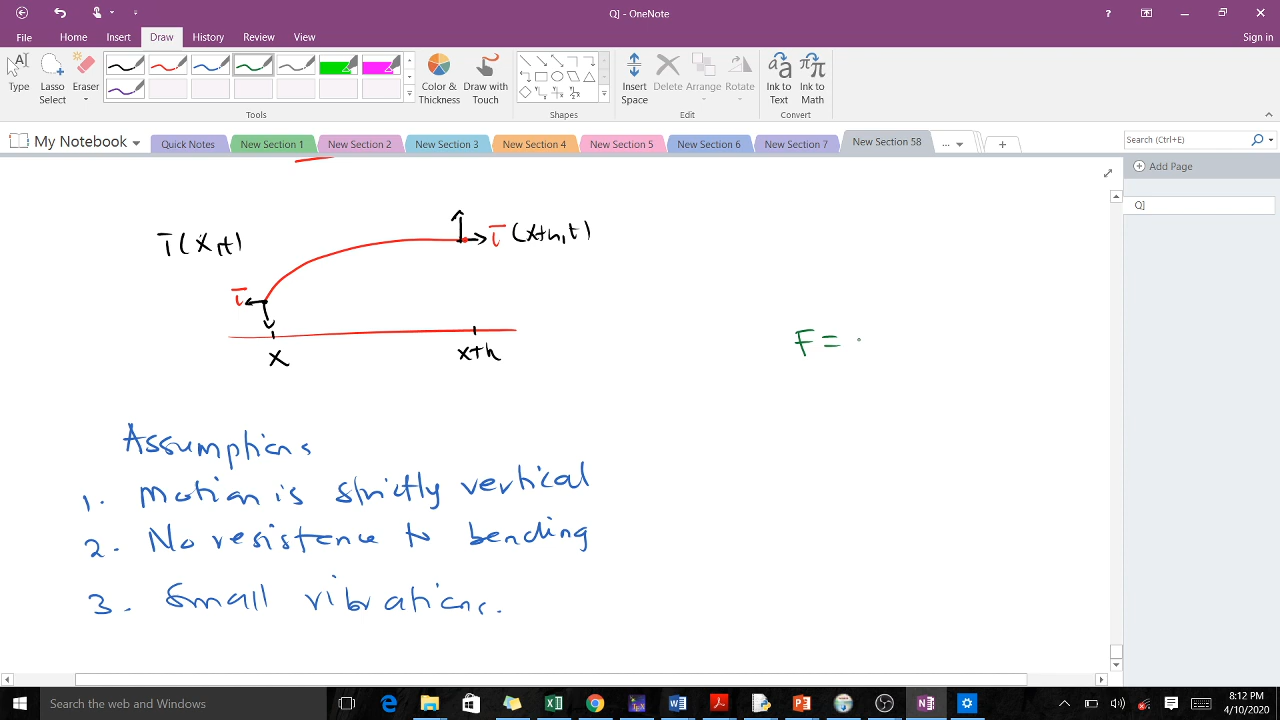 Q] - OneNote
File Home Insert Draw History Review View
Sign in
Type
Lasso Select
Eraser
Color & Thickness
Draw with Touch
Insert Space
Delete
Arrange
Rotate
Ink to Text
Ink to Math
Tools
Shapes
Edit
Convert
My Notebook
Quick Notes
New Section 1
New Section 2
New Section 3
New Section 4
New Section 5
New Section 6
New Section 7
New Section 58
...
Search (Ctrl+E)
Add Page
Q]
T(x,t)
T (x+h,t)
T
x
x+h
F =
Assumptions
1. Motion is strictly vertical
2. No resistence to bending
3. Small vibrations.
Search the web and Windows
8:12 PM
4/10/2020